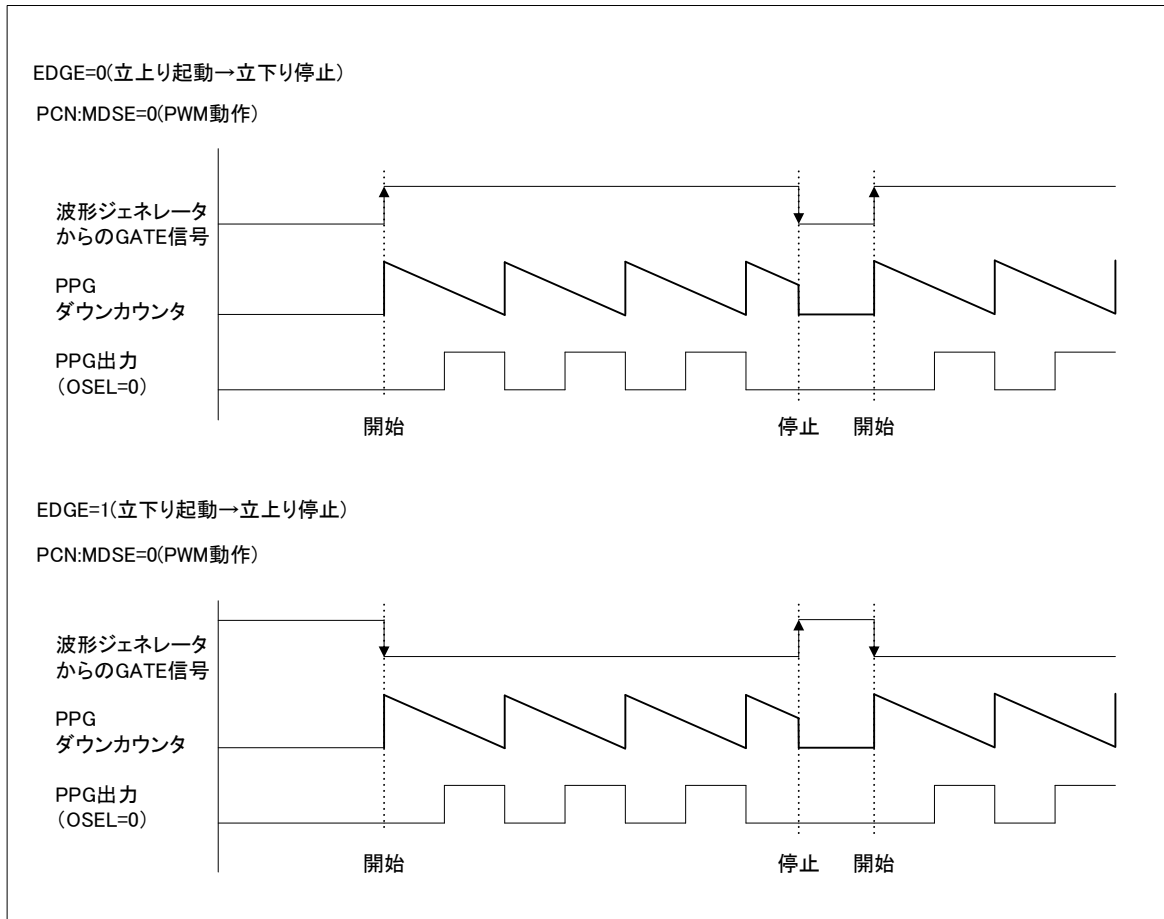 EDGE=0(立上り起動→立下り停止)
PCN:MDSE=0(PWM動作)
波形ジェネレータ
からのGATE信号
PPG
ダウンカウンタ
PPG出力
(OSEL=0)
開始
停止
開始
EDGE=1(立下り起動→立上り停止)
PCN:MDSE=0(PWM動作)
波形ジェネレータ
からのGATE信号
PPG
ダウンカウンタ
PPG出力
(OSEL=0)
開始
停止
開始